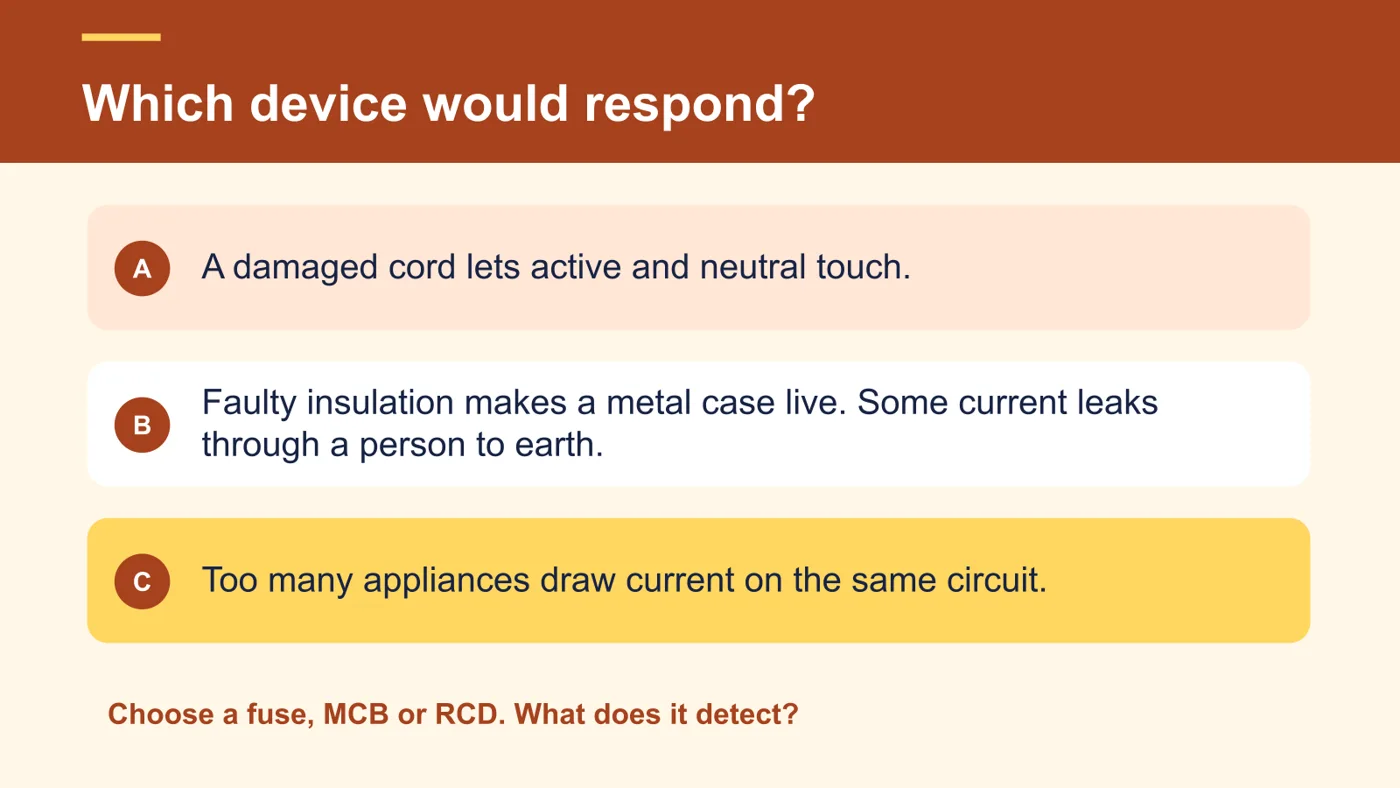 Which device would respond?
A
A damaged cord lets active and neutral touch.
B
Faulty insulation makes a metal case live. Some current leaks
through a person to earth.
C
Too many appliances draw current on the same circuit.
Choose a fuse, MCB or RCD. What does it detect?